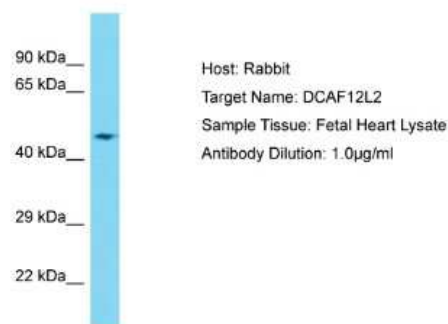 90 kDa
65 kDa
40 kDa
29 kDa
22 kDa
Host: Rabbit
Target Name: DCAF12L2
Sample Tissue: Fetal Heart Lysate
Antibody Dilution: 1.0µg/ml